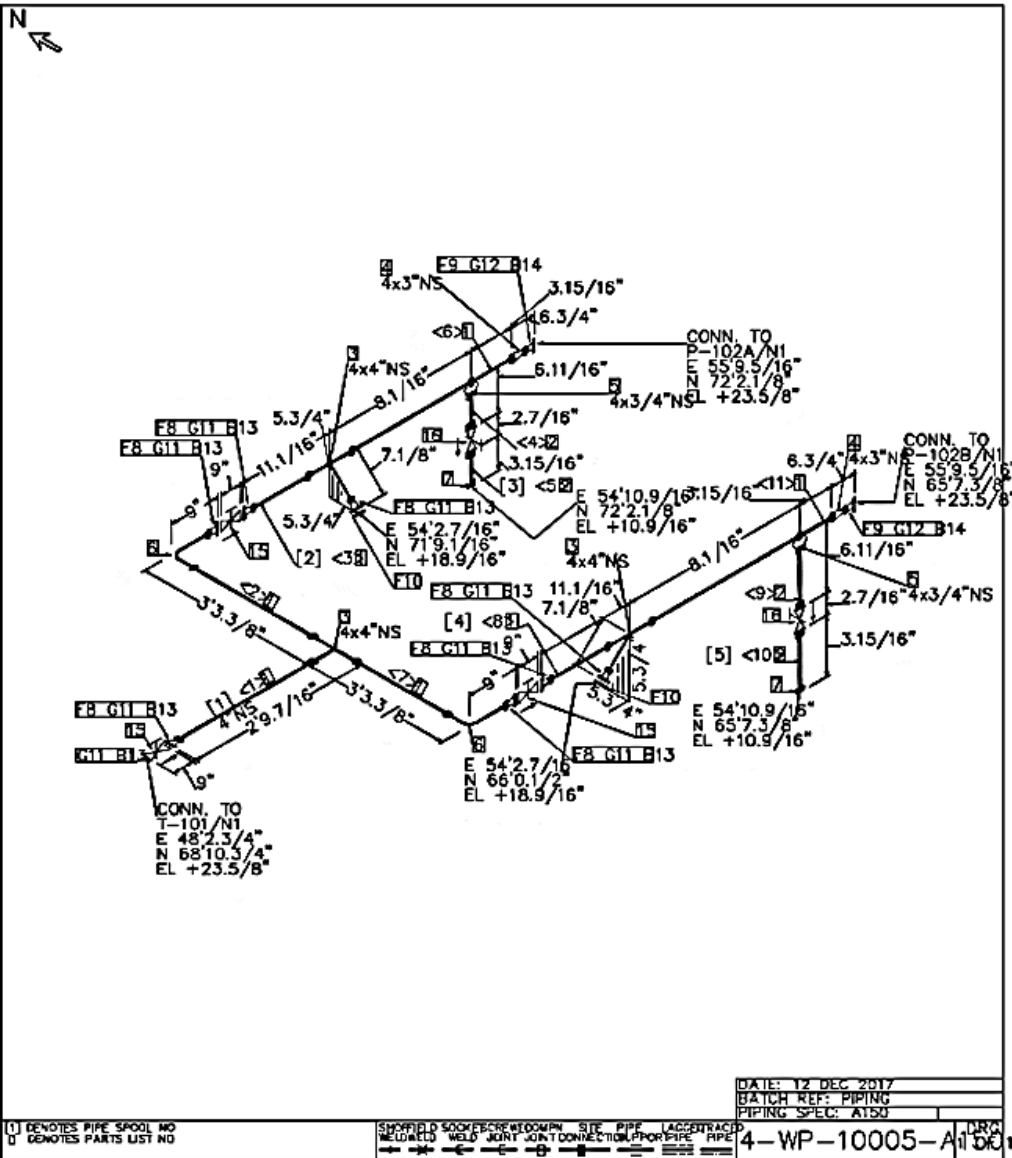 N
4
4x3"NS
F9 G12 B14
3.15/16"
6.3/4"
<6>1
CONN. TO
P-102A/N1
E 55'9.5/16"
N 72'2.1/8"
EL +23.5/8"
3
4x4"NS
8.1/16"
6.11/16"
5
4x3/4"NS
5.3/4"
F8 G11 B13
F8 G11 B13
11.1/16"
9"
9"
7.1/8"
16
2.7/16"
<4>2
3.15/16"
[3] <5
7
E 54'10.9/16"
N 72'2.1/8"
EL +10.9/16"
5.3/4"
F8 G11 B13
E 54'2.7/16"
N 71'9.1/16"
EL +18.9/16"
F10
15
[2] <3
6
4
4x3"NS
CONN. TO
P-102B/N1
E 55'9.5/16"
N 65'7.3/8"
EL +23.5/8"
6.3/4"
3.15/16"
<11>1
F9 G12 B14
8.1/16"
6.11/16"
5
4x3/4"NS
3
4x4"NS
11.1/16"
7.1/8"
F8 G11 B13
[4] <8
F8 G11 B13
9"
9"
<9>2
16
2.7/16"
3.15/16"
[5] <10
7
E 54'10.9/16"
N 65'7.3/8"
EL +10.9/16"
<2>1
3'3.3/8"
3
4x4"NS
<7>1
3'3.3/8"
5.3/4"
5.3/4"
F10
15
F8 G11 B13
6
E 54'2.7/16
N 66'0.1/2"
EL +18.9/16"
[1] <1>1
4"NS
2'9.7/16"
F8 G11 B13
15
G11 B13
9"
CONN. TO
T-101/N1
E 48'2.3/4"
N 68'10.3/4"
EL +23.5/8"
DATE: 12 DEC 2017
BATCH REF: PIPING
PIPING SPEC: A150
[1] DENOTES PIPE SPOOL NO
DENOTES PARTS LIST NO
4-WP-10005-A150
DRG
1